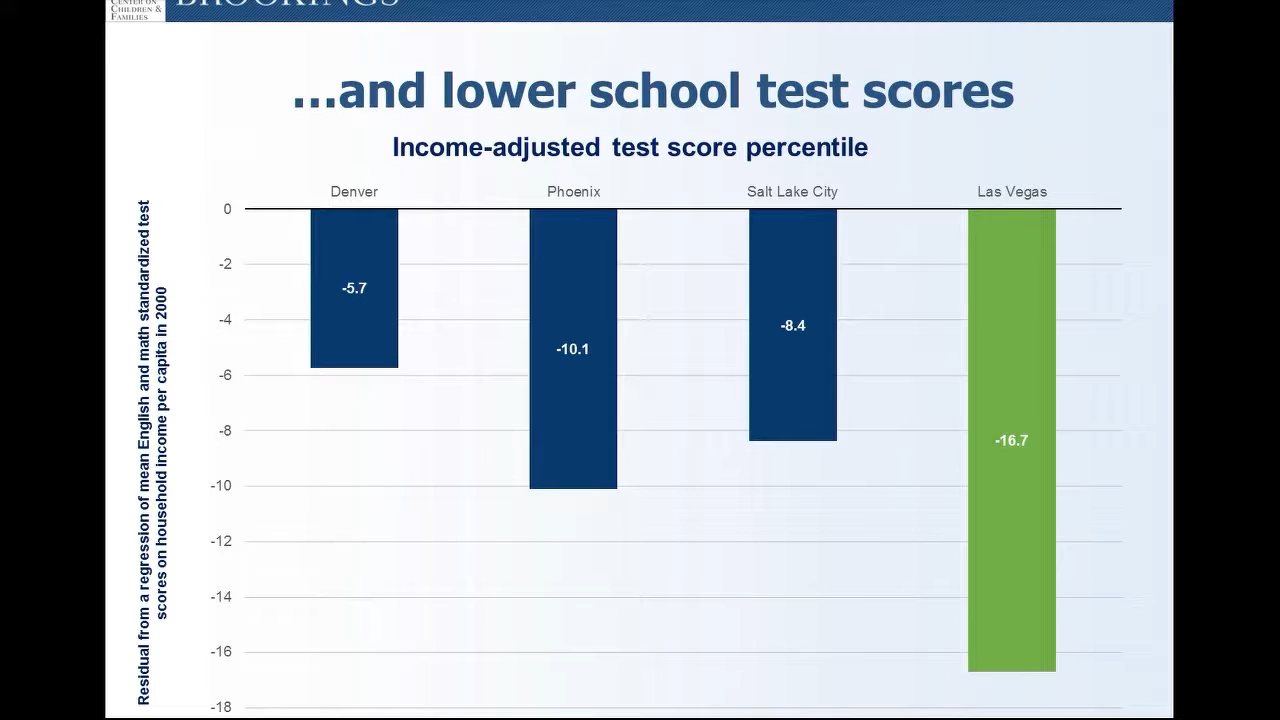 CENTER ON
CHILDREN &
FAMILIES
BROOKINGS
...and lower school test scores
Income-adjusted test score percentile
Residual from a regression of mean English and math standardized test
scores on household income per capita in 2000
Denver Phoenix Salt Lake City Las Vegas
0
-2
-4
-6
-8
-10
-12
-14
-16
-18
-5.7
-10.1
-8.4
-16.7